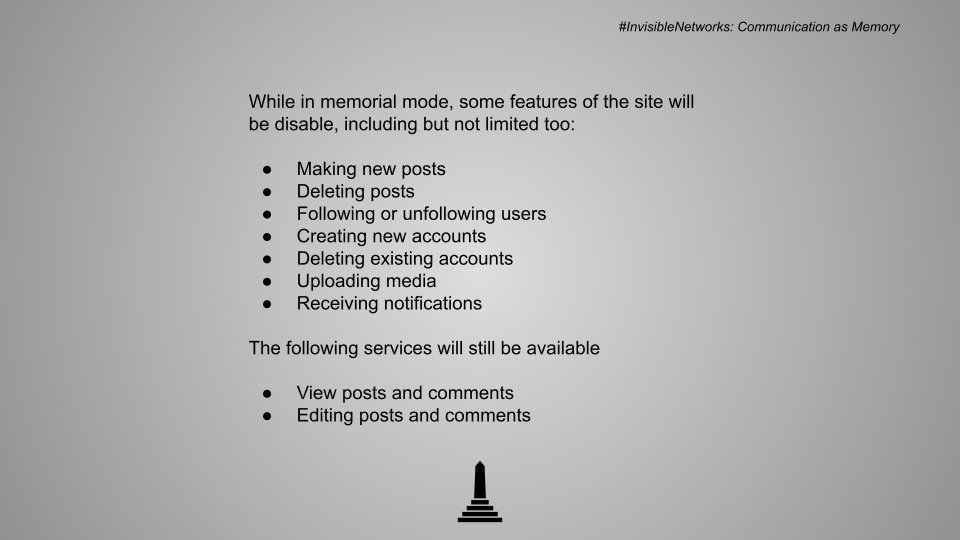 #InvisibleNetworks: Communication as Memory
While in memorial mode, some features of the site will
be disable, including but not limited too:
● Making new posts
● Deleting posts
● Following or unfollowing users
● Creating new accounts
● Deleting existing accounts
● Uploading media
● Receiving notifications
The following services will still be available
● View posts and comments
● Editing posts and comments